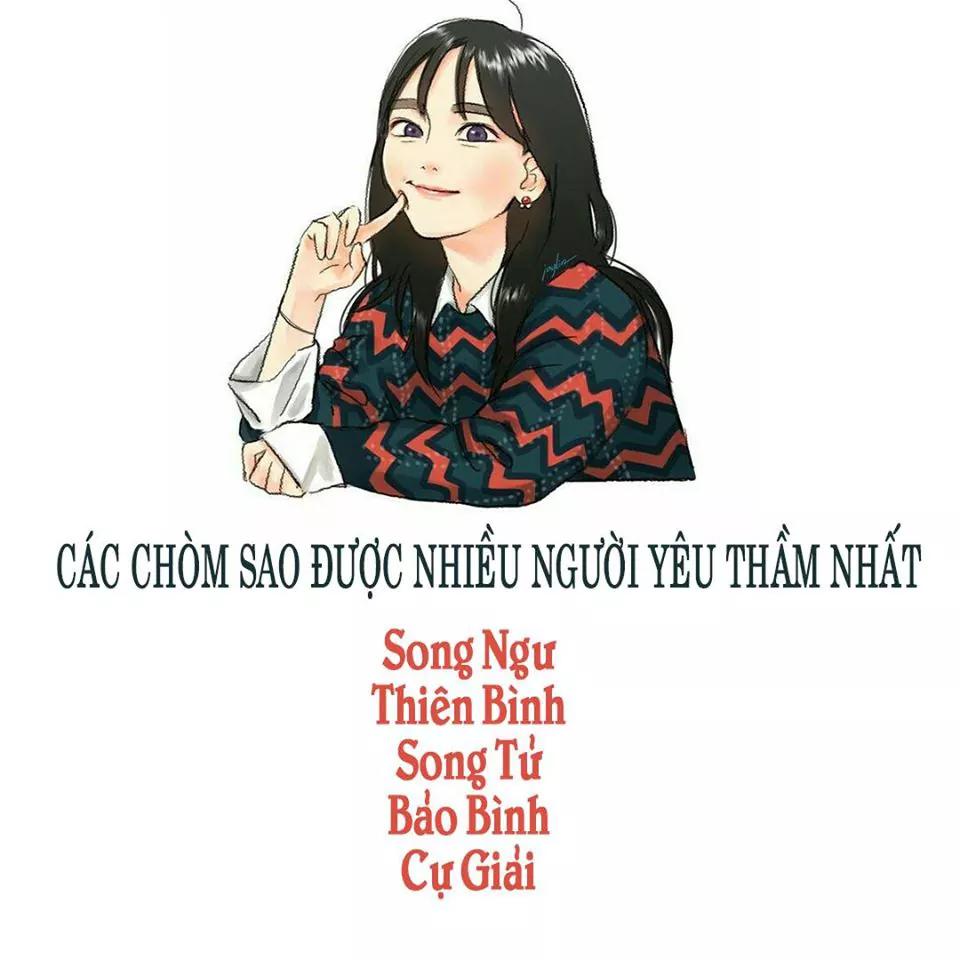 CÁC CHÒM SAO ĐƯỢC NHIỀU NGƯỜI YÊU THẦM NHẤT
Song Ngư
Thiên Bình
Song Tử
Bảo Bình
Cự Giải